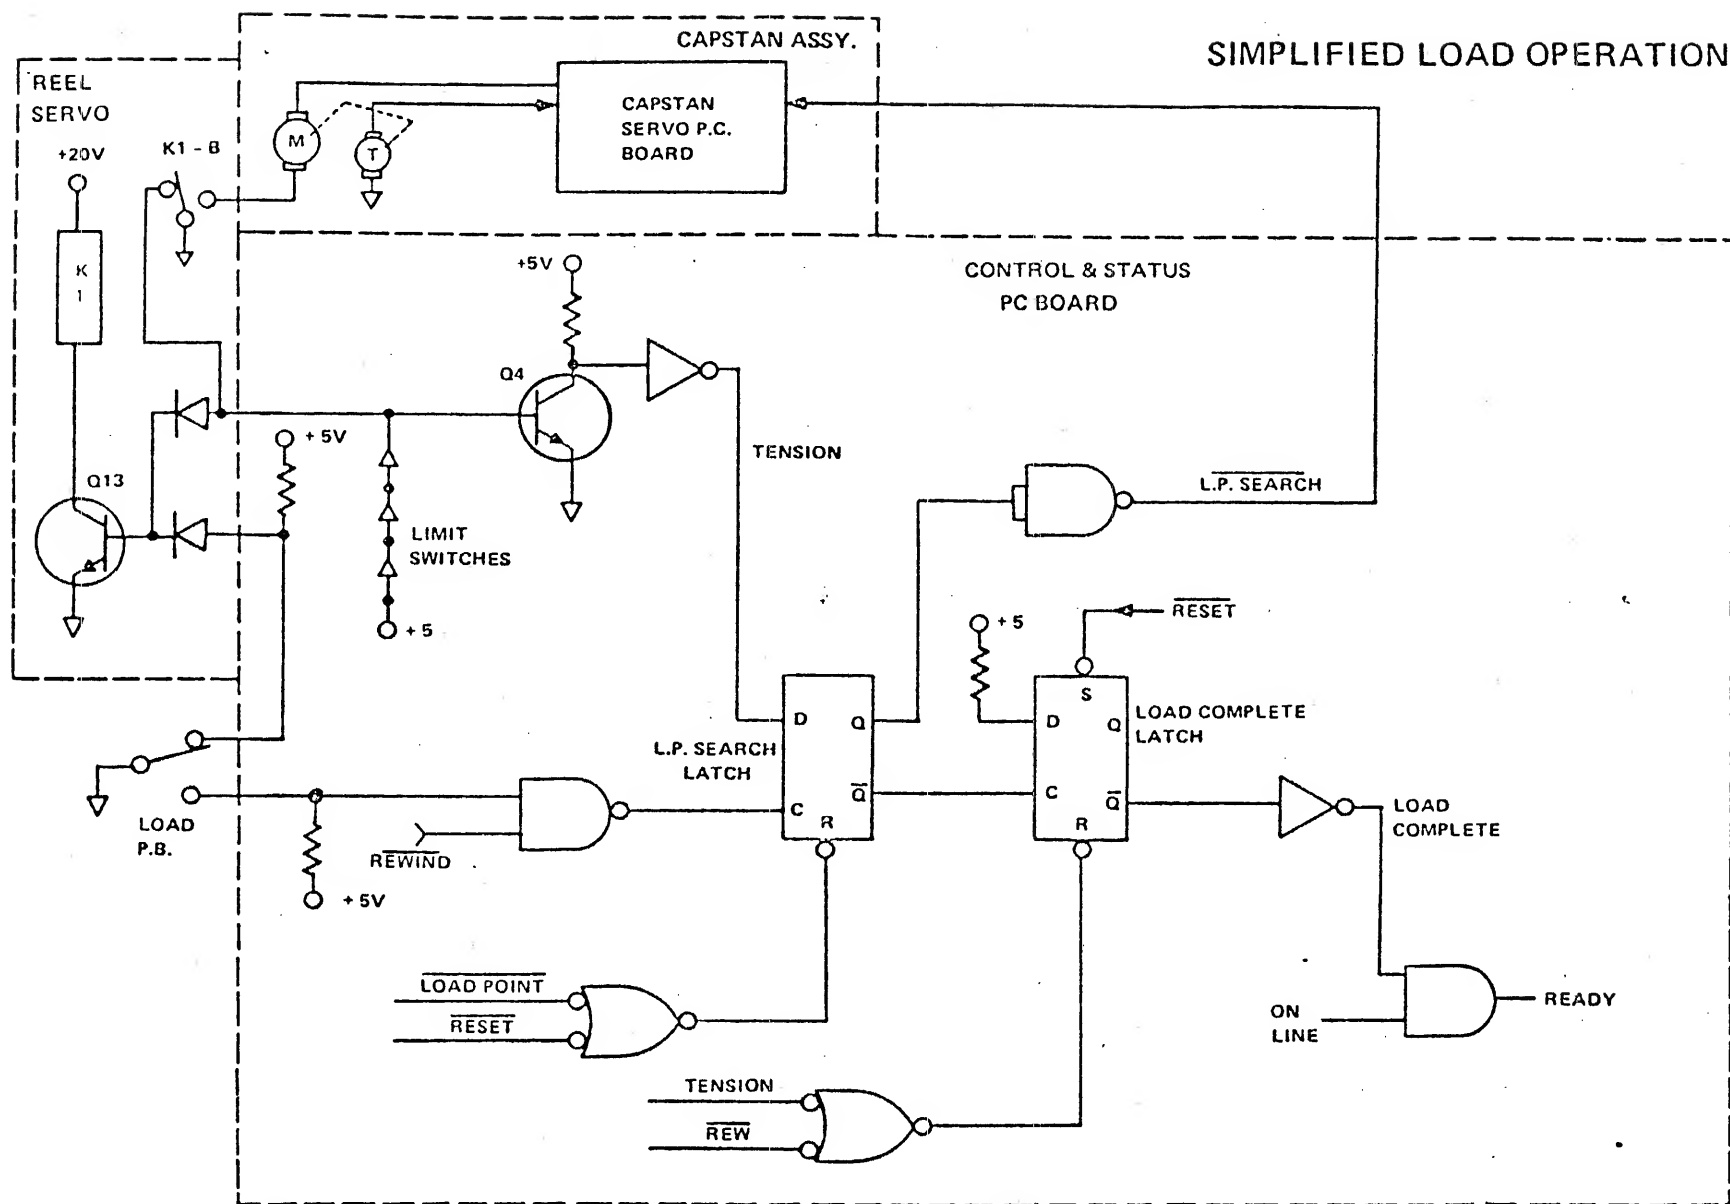 SIMPLIFIED LOAD OPERATION
CAPSTAN ASSY.
REEL
SERVO
+20V
K1 - B
K
1
Q13
M
T
CAPSTAN
SERVO P.C.
BOARD
CONTROL & STATUS
PC BOARD
+5V
Q4
+ 5V
LIMIT
SWITCHES
+ 5
TENSION
L.P. SEARCH
RESET
+ 5
D
Q
L.P. SEARCH
LATCH
C
Q
R
S
D
Q
LOAD COMPLETE
LATCH
C
Q
R
LOAD
COMPLETE
LOAD
P.B.
REWIND
+ 5V
LOAD POINT
RESET
TENSION
REW
ON
LINE
READY